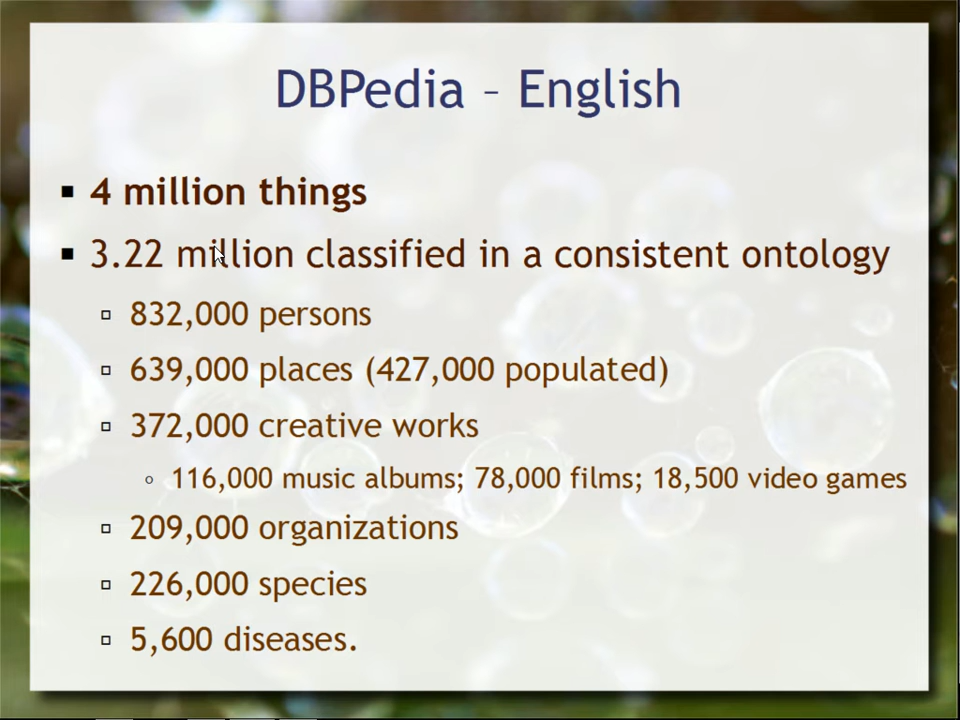 DBPedia – English
4 million things
3.22 million classified in a consistent ontology
832,000 persons
639,000 places (427,000 populated)
372,000 creative works
116,000 music albums; 78,000 films; 18,500 video games
209,000 organizations
226,000 species
5,600 diseases.